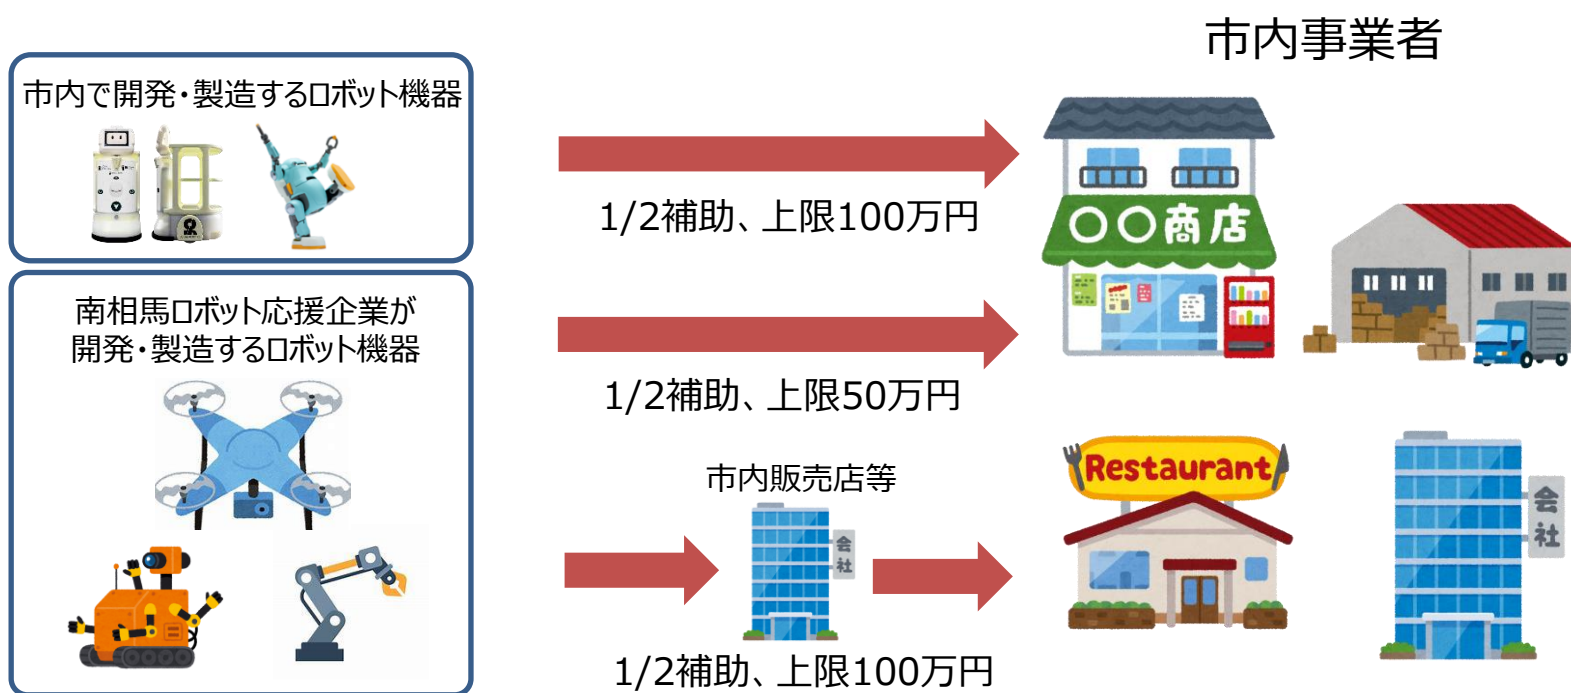 市内事業者
市内で開発・製造するロボット機器
1/2補助、上限100万円
〇〇商店
南相馬ロボット応援企業が
開発・製造するロボット機器
1/2補助、上限50万円
市内販売店等
会社
Restaurant
会社
1/2補助、上限100万円